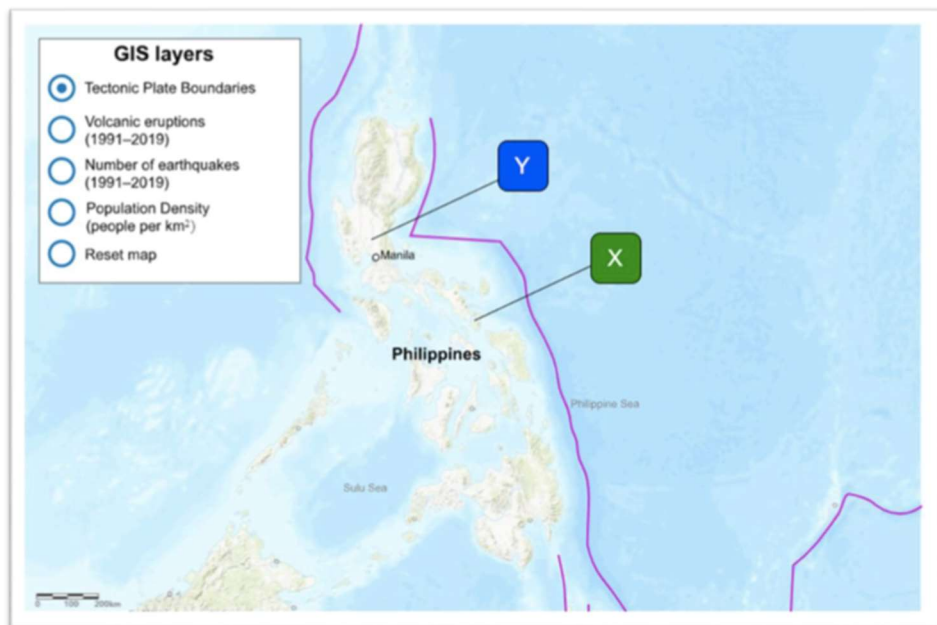 GIS layers
Tectonic Plate Boundaries
Volcanic eruptions
(1991–2019)
Number of earthquakes
(1991–2019)
Population Density
(people per km²)
Reset map
Y
X
Manila
Philippines
Philippine Sea
Sulu Sea
0 100 200km